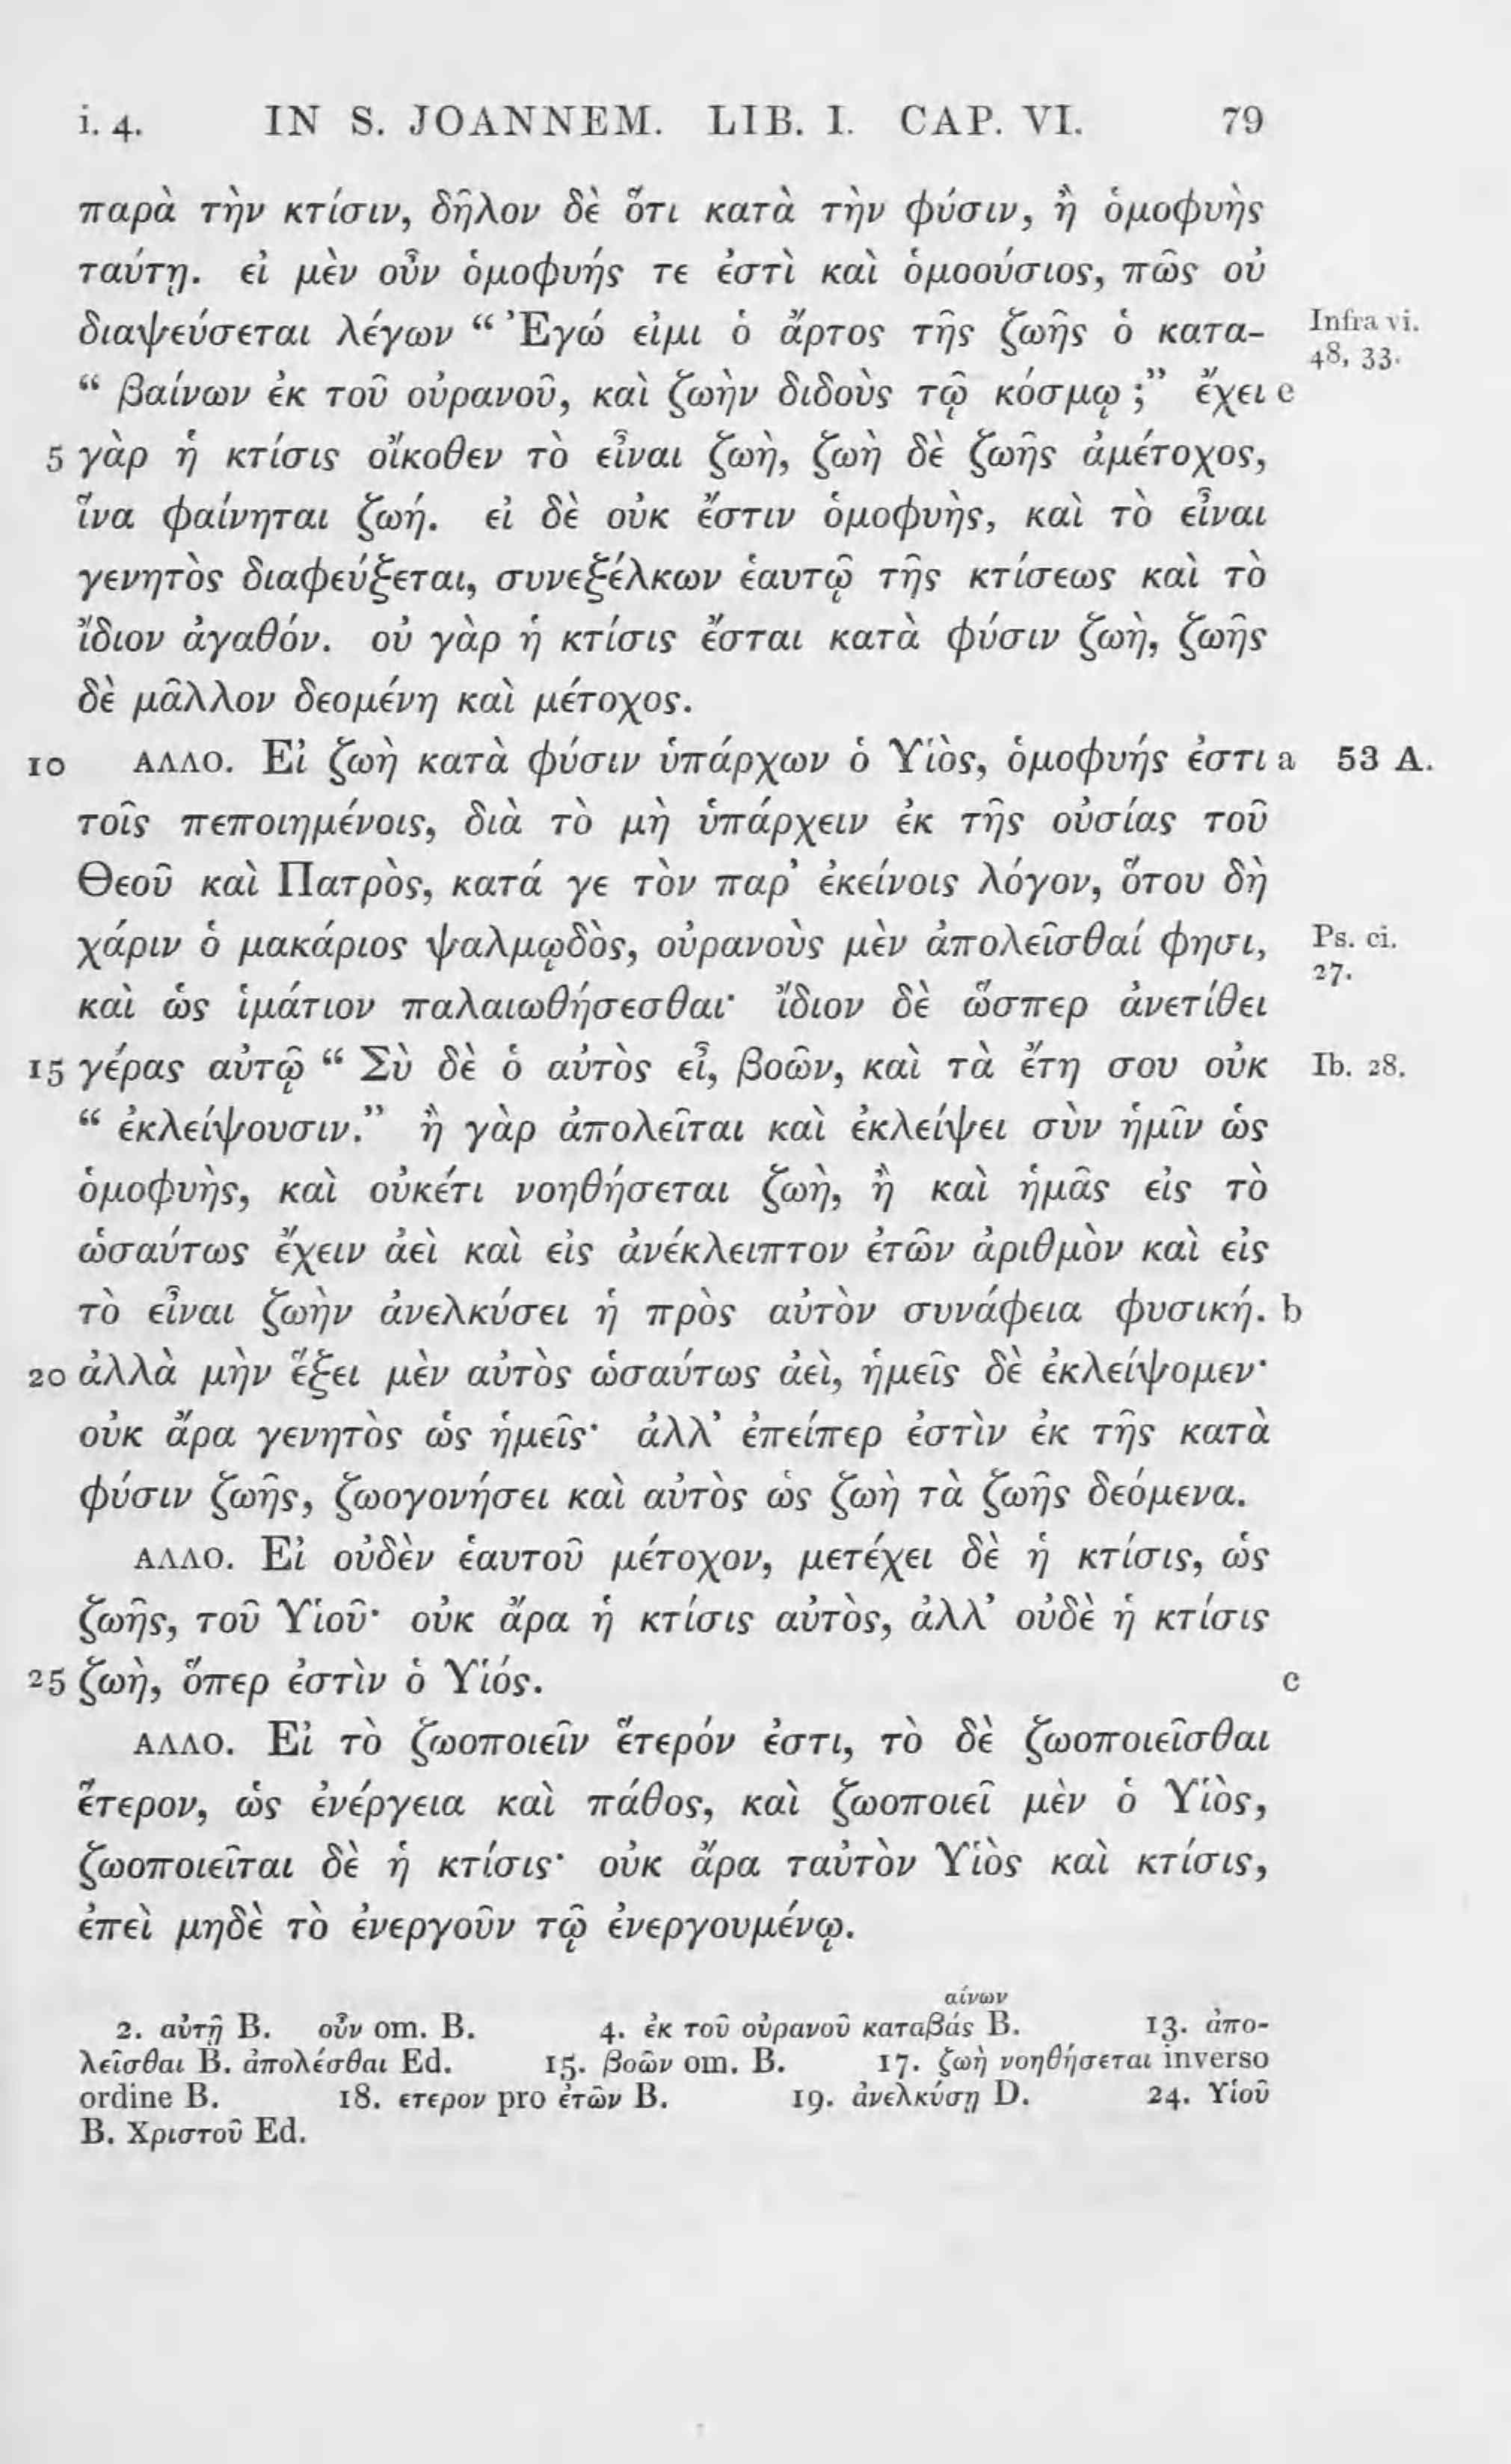 i. 4. IN S. JOANNEM. LIB. I. CAP. VI. 79
παρὰ τὴν κτίσιν, δῆλον δὲ ὅτι κατὰ τὴν φύσιν, ἢ ὁμοφυὴς
ταύτῃ. εἰ μὲν οὖν ὁμοφυής τε ἐστὶ καὶ ὁμοούσιος, πῶς οὐ
διαψεύσεται λέγων “ Ἐγώ εἰμι ὁ ἄρτος τῆς ζωῆς ὁ κατα- Infra vi. 48, 33.
“ βαίνων ἐκ τοῦ οὐρανοῦ, καὶ ζωὴν διδοὺς τῷ κόσμῳ ;” ἔχει e
5 γὰρ ἡ κτίσις οἴκοθεν τὸ εἶναι ζωὴ, ζωὴ δὲ ζωῆς ἀμέτοχος,
ἵνα φαίνηται ζωή. εἰ δὲ οὐκ ἔστιν ὁμοφυὴς, καὶ τὸ εἶναι
γενητὸς διαφεύξεται, συνεξέλκων ἑαυτῷ τῆς κτίσεως καὶ τὸ
ἴδιον ἀγαθόν. οὐ γὰρ ἡ κτίσις ἔσται κατὰ φύσιν ζωὴ, ζωῆς
δὲ μᾶλλον δεομένη καὶ μέτοχος.
10 ΑΛΛΟ. Εἰ ζωὴ κατὰ φύσιν ὑπάρχων ὁ Υἱὸς, ὁμοφυής ἐστι a 53 A.
τοῖς πεποιημένοις, διὰ τὸ μὴ ὑπάρχειν ἐκ τῆς οὐσίας τοῦ
Θεοῦ καὶ Πατρὸς, κατά γε τὸν παρ’ ἐκείνοις λόγον, ὅτου δὴ
χάριν ὁ μακάριος ψαλμῳδὸς, οὐρανοὺς μὲν ἀπολεῖσθαί φησι, Ps. ci. 27.
καὶ ὡς ἱμάτιον παλαιωθήσεσθαι· ἴδιον δὲ ὥσπερ ἀνετίθει
15 γέρας αὐτῷ “ Σὺ δὲ ὁ αὐτὸς εἶ, βοῶν, καὶ τὰ ἔτη σου οὐκ Ib. 28.
“ ἐκλείψουσιν.” ἢ γὰρ ἀπολεῖται καὶ ἐκλείψει σὺν ἡμῖν ὡς
ὁμοφυὴς, καὶ οὐκέτι νοηθήσεται ζωὴ, ἢ καὶ ἡμᾶς εἰς τὸ
ὡσαύτως ἔχειν ἀεὶ καὶ εἰς ἀνέκλειπτον ἐτῶν ἀριθμὸν καὶ εἰς
τὸ εἶναι ζωὴν ἀνελκύσει ἡ πρὸς αὐτὸν συνάφεια φυσική. b
20 ἀλλὰ μὴν ἕξει μὲν αὐτὸς ὡσαύτως ἀεὶ, ἡμεῖς δὲ ἐκλείψομεν·
οὐκ ἄρα γενητὸς ὡς ἡμεῖς· ἀλλ’ ἐπείπερ ἐστὶν ἐκ τῆς κατὰ
φύσιν ζωῆς, ζωογονήσει καὶ αὐτὸς ὡς ζωὴ τὰ ζωῆς δεόμενα.
ΑΛΛΟ. Εἰ οὐδὲν ἑαυτοῦ μέτοχον, μετέχει δὲ ἡ κτίσις, ὡς
ζωῆς, τοῦ Υἱοῦ· οὐκ ἄρα ἡ κτίσις αὐτὸς, ἀλλ’ οὐδὲ ἡ κτίσις
25 ζωὴ, ὅπερ ἐστὶν ὁ Υἱός. c
ΑΛΛΟ. Εἰ τὸ ζωοποιεῖν ἕτερόν ἐστι, τὸ δὲ ζωοποιεῖσθαι
ἕτερον, ὡς ἐνέργεια καὶ πάθος, καὶ ζωοποιεῖ μὲν ὁ Υἱὸς,
ζωοποιεῖται δὲ ἡ κτίσις· οὐκ ἄρα ταὐτὸν Υἱὸς καὶ κτίσις,
ἐπεὶ μηδὲ τὸ ἐνεργοῦν τῷ ἐνεργουμένῳ.
αίνων
2. αὐτῇ B. οὖν om. B. 4. ἐκ τοῦ οὐρανοῦ καταβάς B. 13. ἀπο-
λεῖσθαι B. ἀπολέσθαι Ed. 15. βοῶν om. B. 17. ζωὴ νοηθήσεται inverso
ordine B. 18. ετερον pro ἐτῶν B. 19. ἀνελκύσῃ D. 24. Υἱοῦ
B. Χριστοῦ Ed.